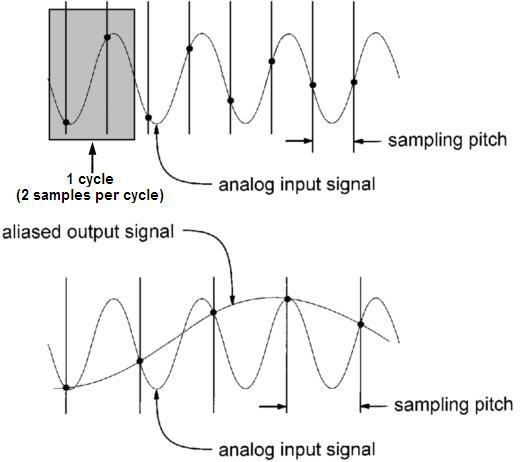 sampling pitch
1 cycle
(2 samples per cycle)
analog input signal
aliased output signal
sampling pitch
analog input signal